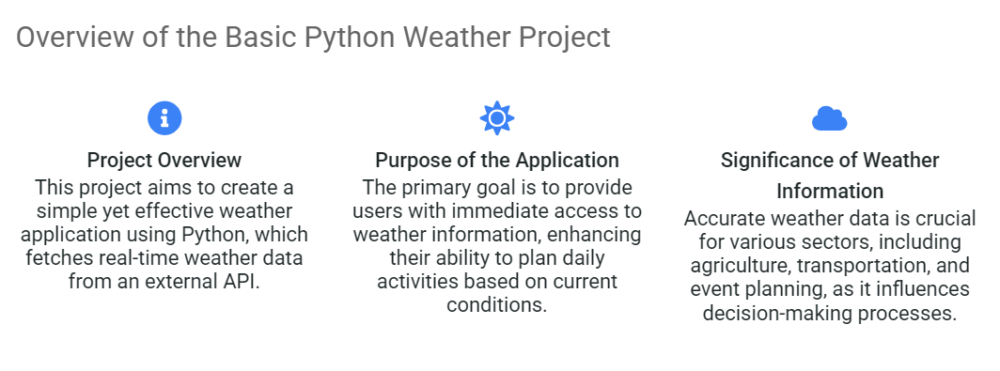 Overview of the Basic Python Weather Project
Project Overview
This project aims to create a
simple yet effective weather
application using Python, which
fetches real-time weather data
from an external API.
Purpose of the Application
The primary goal is to provide
users with immediate access to
weather information, enhancing
their ability to plan daily
activities based on current
conditions.
Significance of Weather
Information
Accurate weather data is crucial
for various sectors, including
agriculture, transportation, and
event planning, as it influences
decision-making processes.